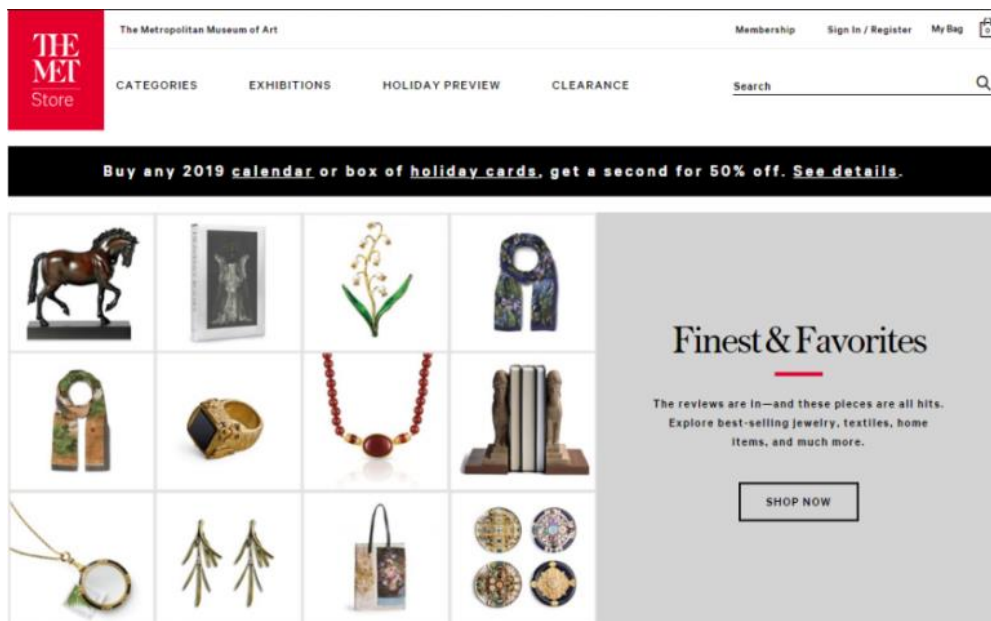 THE
MET
Store
The Metropolitan Museum of Art
Membership
Sign In / Register
My Bag
0
CATEGORIES
EXHIBITIONS
HOLIDAY PREVIEW
CLEARANCE
Search
Buy any 2019 calendar or box of holiday cards, get a second for 50% off. See details.
Finest & Favorites
The reviews are in—and these pieces are all hits.
Explore best-selling jewelry, textiles, home
items, and much more.
SHOP NOW